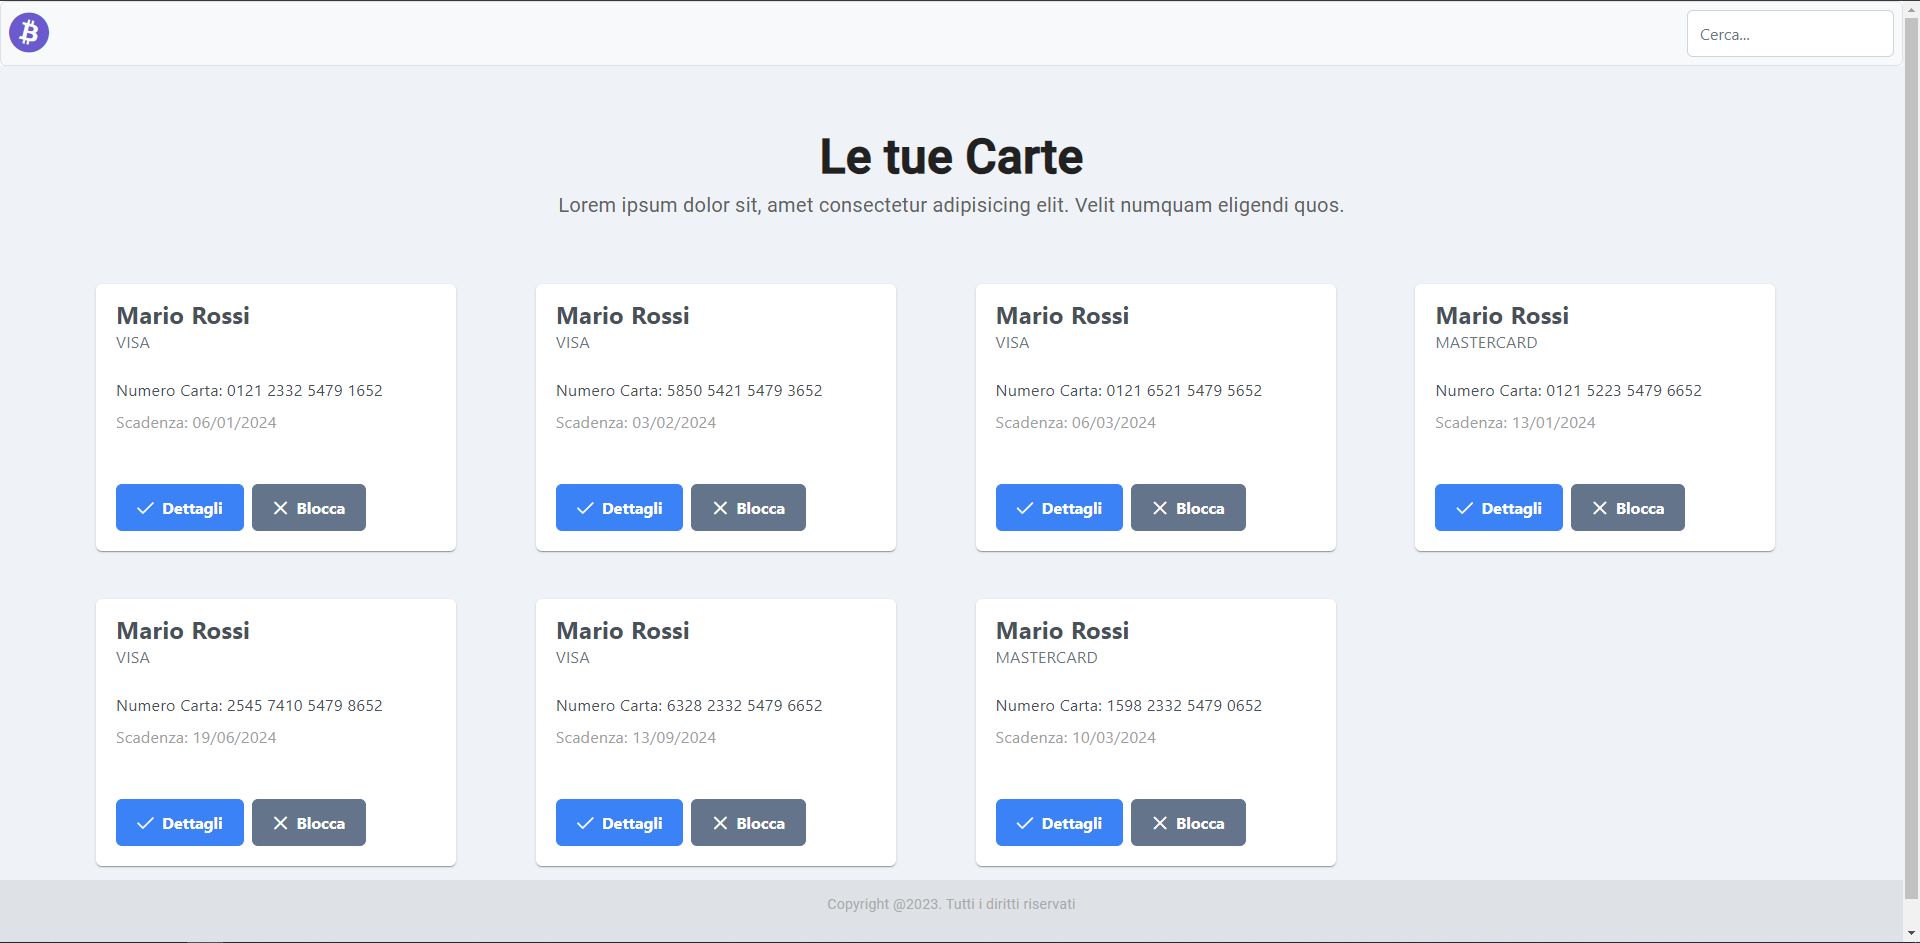 Cerca...
Le tue Carte
Lorem ipsum dolor sit, amet consectetur adipisicing elit. Velit numquam eligendi quos.
Mario Rossi
VISA
Numero Carta: 0121 2332 5479 1652
Scadenza: 06/01/2024
Dettagli
Blocca
Mario Rossi
VISA
Numero Carta: 5850 5421 5479 3652
Scadenza: 03/02/2024
Dettagli
Blocca
Mario Rossi
VISA
Numero Carta: 0121 6521 5479 5652
Scadenza: 06/03/2024
Dettagli
Blocca
Mario Rossi
MASTERCARD
Numero Carta: 0121 5223 5479 6652
Scadenza: 13/01/2024
Dettagli
Blocca
Mario Rossi
VISA
Numero Carta: 2545 7410 5479 8652
Scadenza: 19/06/2024
Dettagli
Blocca
Mario Rossi
VISA
Numero Carta: 6328 2332 5479 6652
Scadenza: 13/09/2024
Dettagli
Blocca
Mario Rossi
MASTERCARD
Numero Carta: 1598 2332 5479 0652
Scadenza: 10/03/2024
Dettagli
Blocca
Copyright @2023. Tutti i diritti riservati